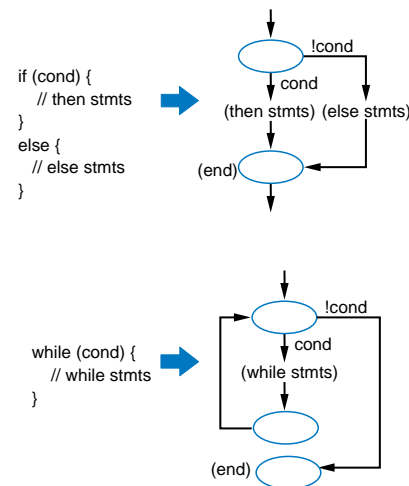 if (cond) {
// then stmts
}
else {
// else stmts
}
!cond
cond
(then stmts) (else stmts)
(end)
while (cond) {
// while stmts
}
!cond
cond
(while stmts)
(end)